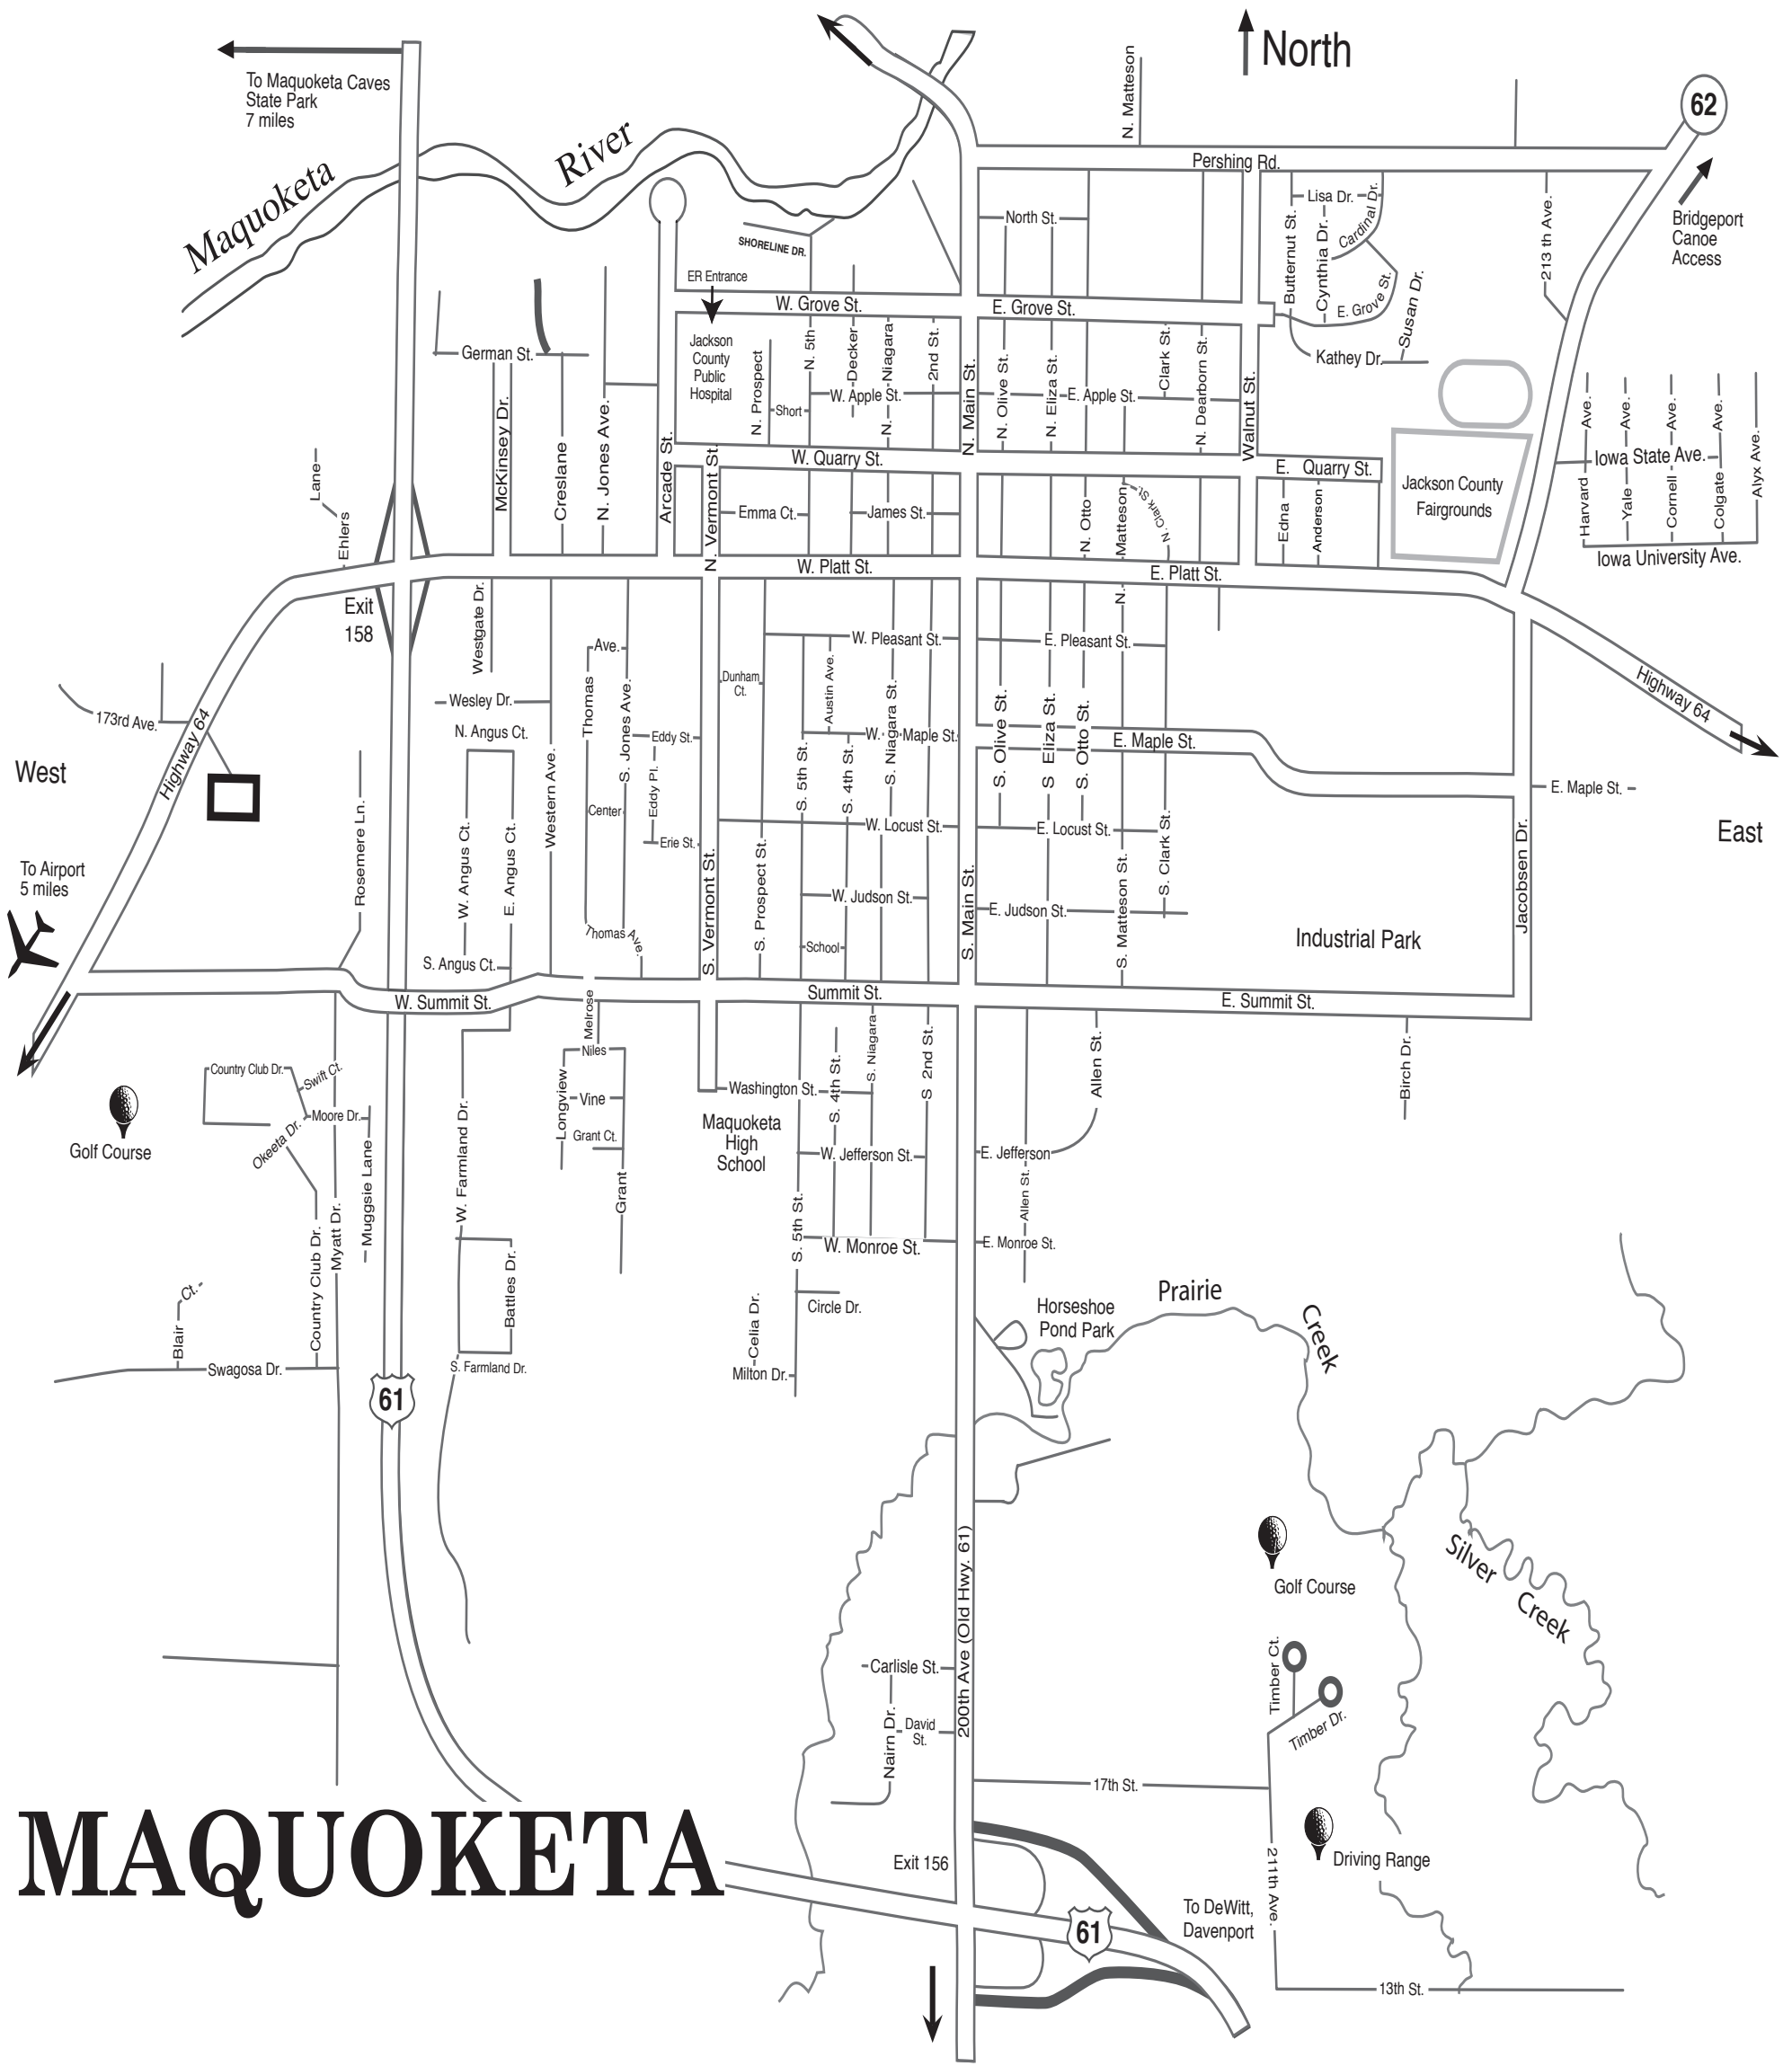 North
N. Matteson
62
To Maquoketa Caves
State Park
7 miles
Maquoketa
River
Pershing Rd.
Bridgeport
Canoe
Access
Lisa Dr.
Cardinal Dr.
Butternut St.
Cynthia Dr.
E. Grove St.
Susan Dr.
Kathey Dr.
213 th Ave.
North St.
SHORELINE DR.
ER Entrance
W. Grove St.
E. Grove St.
Jackson
County
Public
Hospital
N. Prospect
N. 5th
Decker
N. Niagara
2nd St.
N. Main St.
N. Olive St.
N. Eliza St.
Clark St.
N. Dearborn St.
Walnut St.
W. Apple St.
E. Apple St.
Short
German St.
McKinsey Dr.
Creslane
N. Jones Ave.
Arcade St.
N. Vermont St.
W. Quarry St.
E. Quarry St.
Lane
Ehlers
Emma Ct.
James St.
N. Otto
Matteson
N.
N. Clark St.
Edna
Anderson
Jackson County
Fairgrounds
Harvard Ave.
Yale Ave.
Cornell Ave.
Colgate Ave.
Alyx Ave.
Iowa State Ave.
Iowa University Ave.
W. Platt St.
E. Platt St.
Exit
158
Westgate Dr.
Wesley Dr.
N. Angus Ct.
W. Angus Ct.
E. Angus Ct.
S. Angus Ct.
Western Ave.
Thomas
Ave.
S. Jones Ave.
Eddy St.
Eddy Pl.
Center
Erie St.
Thomas Ave.
Dunham
Ct.
S. Vermont St.
S. Prospect St.
W. Pleasant St.
E. Pleasant St.
Austin Ave.
S. 5th St.
S. 4th St.
S. Niagara St.
W. Maple St.
E. Maple St.
S. Olive St.
S. Eliza St.
S. Otto St.
W. Locust St.
E. Locust St.
W. Judson St.
E. Judson St.
School
S. Main St.
S. Matteson St.
S. Clark St.
Highway 64
E. Maple St.
East
Jacobsen Dr.
Industrial Park
173rd Ave.
Highway 64
West
To Airport
5 miles
Rosemere Ln.
W. Summit St.
Summit St.
E. Summit St.
Melrose
Niles
Longview
Vine
Grant Ct.
Grant
Country Club Dr.
Swift Ct.
Moore Dr.
Okeeta Dr.
Golf Course
Muggsie Lane
Myatt Dr.
Country Club Dr.
W. Farmland Dr.
Battles Dr.
S. Farmland Dr.
Blair
Ct.
Swagosa Dr.
61
Washington St.
Maquoketa
High
School
S. 4th St.
S. Niagara
S 2nd St.
W. Jefferson St.
E. Jefferson
Allen St.
Allen St.
Birch Dr.
S. 5th St.
W. Monroe St.
E. Monroe St.
Circle Dr.
Celia Dr.
Milton Dr.
Horseshoe
Pond Park
Prairie
Creek
Silver
Creek
Golf Course
200th Ave (Old Hwy. 61)
Carlisle St.
Nairn Dr.
David
St.
Timber Ct.
Timber Dr.
17th St.
MAQUOKETA
Exit 156
Driving Range
211th Ave.
To DeWitt,
Davenport
61
13th St.